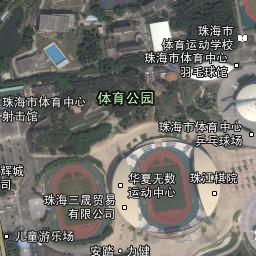 珠海市
体育运动学校
珠海市体育中心
羽毛球馆
体育公园
珠海市体育中心
射击馆
珠海市体育中心
乒乓球场
辉城
司
华夏无数
运动中心
珠江棋院
珠海三晟贸易
有限公司
儿童游乐场
安踏·力健